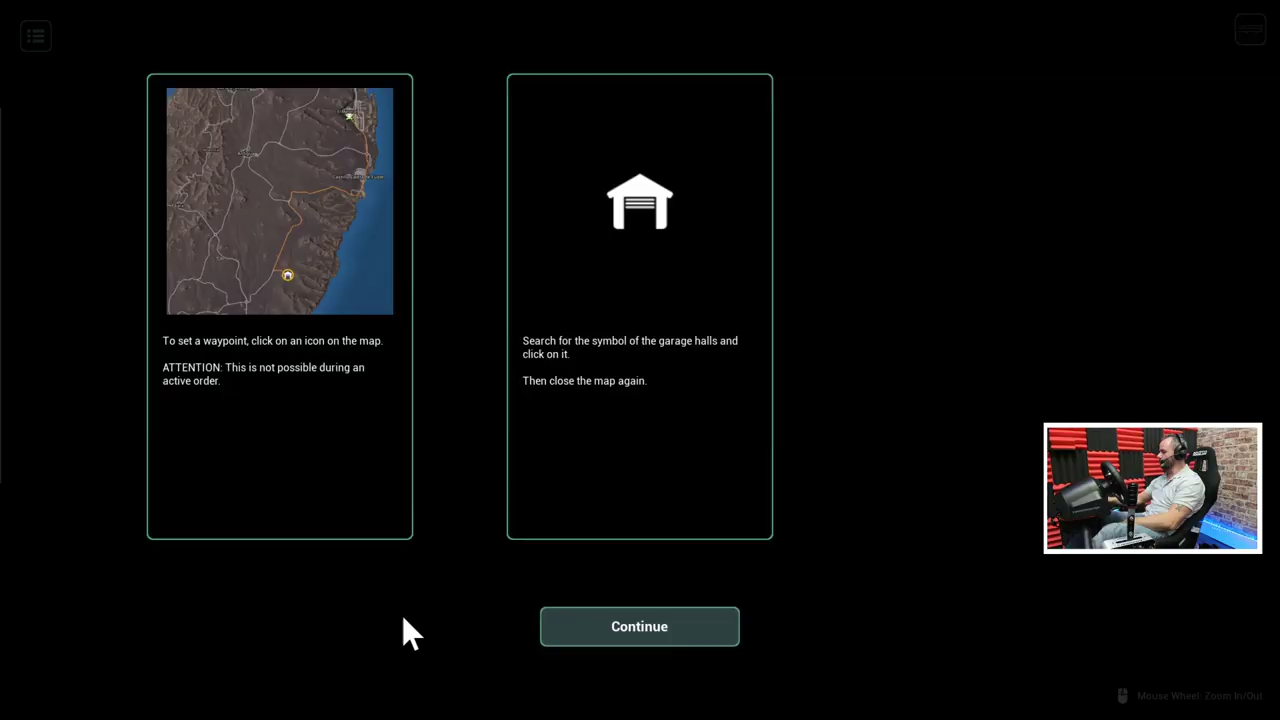 To set a waypoint, click on an icon on the map.
ATTENTION: This is not possible during an
active order.
Search for the symbol of the garage halls and
click on it.
Then close the map again.
Continue
Mouse Wheel: Zoom In/Out